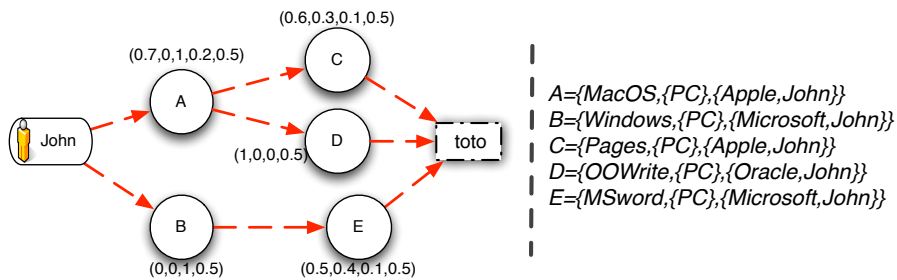 (0.6,0.3,0.1,0.5)
(0.7,0,1,0.2,0.5)
C
A
John
D
toto
(1,0,0,0.5)
B
E
(0,0,1,0.5)
(0.5,0.4,0.1,0.5)
A={MacOS,{PC},{Apple,John}}
B={Windows,{PC},{Microsoft,John}}
C={Pages,{PC},{Apple,John}}
D={OOWrite,{PC},{Oracle,John}}
E={MSword,{PC},{Microsoft,John}}